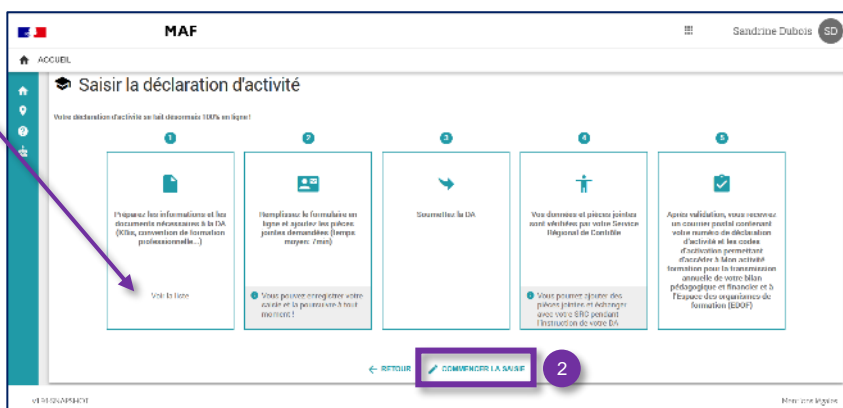 MAF
Sandrine Dubois SD
ACCUEIL
Saisir la déclaration d'activité
Votre déclaration d'activité se fait désormais 100% en ligne !
1
2
3
4
5
Préparez les informations et les
documents nécessaires à la DA
(KBis, convention de formation
professionnelle...)
Voir la liste
Remplissez le formulaire en
ligne et ajoutez les pièces
jointes demandées (Temps
moyen: 7min)
Vous pouvez enregistrer votre
saisie et la poursuivre à tout
moment !
Soumettez la DA
Vos données et pièces jointes
sont vérifiées par votre Service
Régional de Contrôle
Vous pourrez ajouter des
pièces jointes et échanger
avec votre SRC pendant
l'instruction de votre DA
Après validation, vous recevrez
un courrier postal contenant
votre numéro de déclaration
d'activité et les codes
d'activation permettant
d'accéder à Mon activité
formation pour la transmission
annuelle de votre bilan
pédagogique et financier et à
l'Espace des organismes de
formation (EDOF)
RETOUR
COMMENCER LA SAISIE
2
Mentions légales